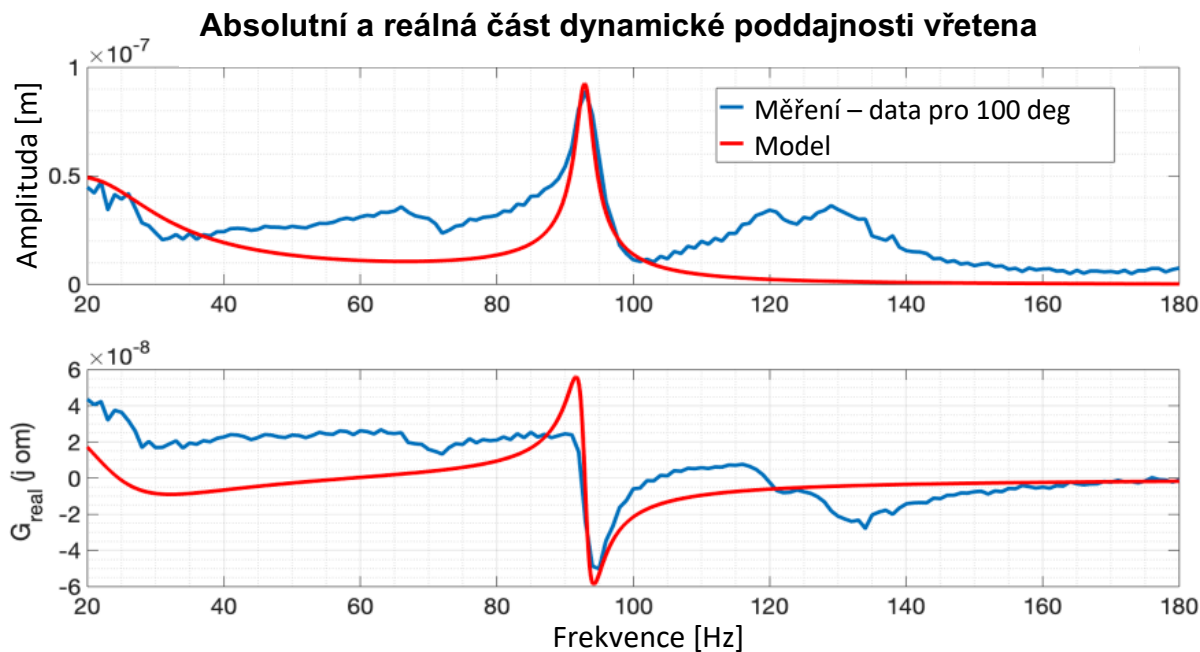 Absolutní a reálná část dynamické poddajnosti vřetena
×10⁻⁷
Amplituda [m]
1
0.5
0
Měření – data pro 100 deg
Model
20 40 60 80 100 120 140 160 180
×10⁻⁸
G_real (j om)
6
4
2
0
-2
-4
-6
20 40 60 80 100 120 140 160 180
Frekvence [Hz]